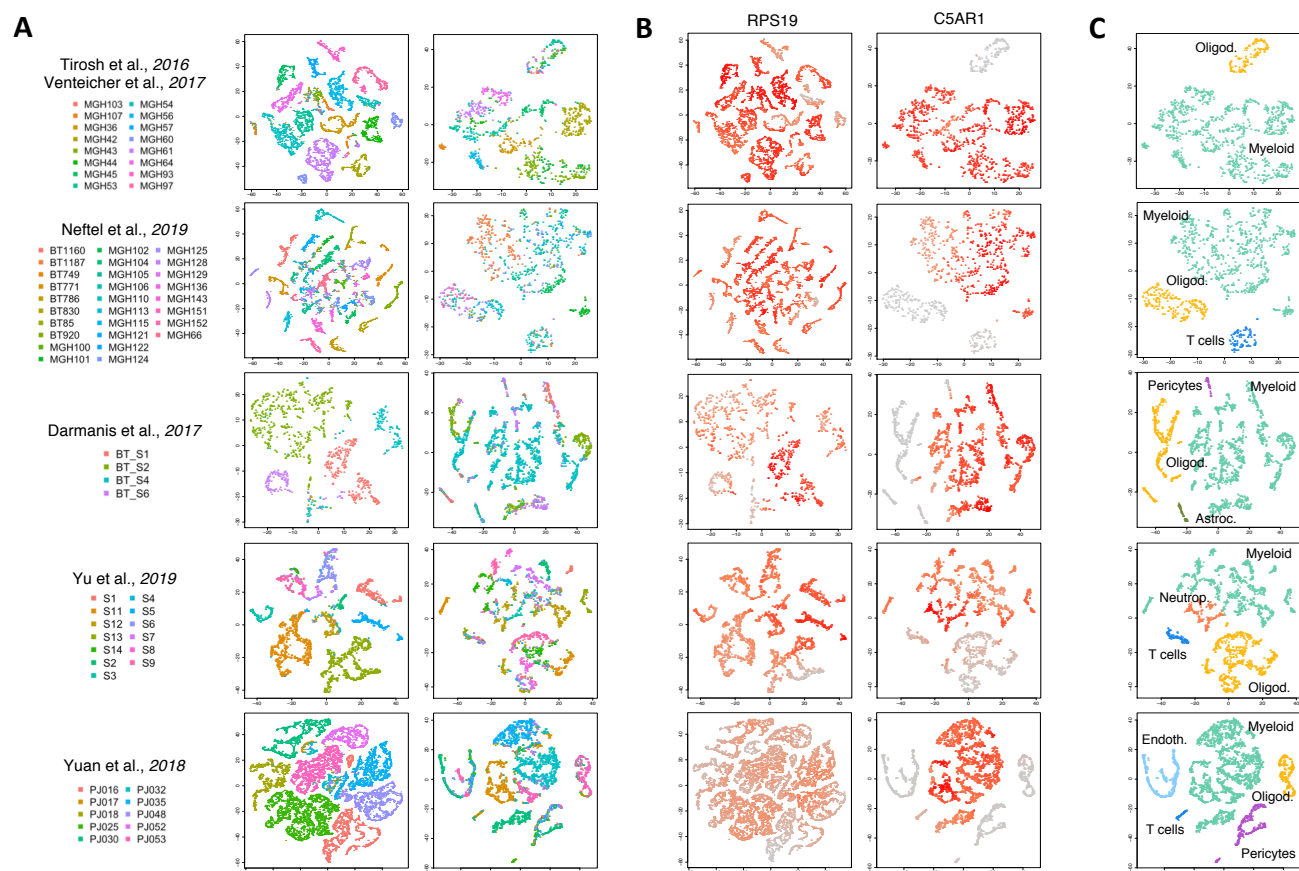 A
B
C
RPS19
C5AR1
Tirosh et al., 2016
Venteicher et al., 2017
MGH103 MGH54
MGH107 MGH56
MGH36 MGH57
MGH42 MGH60
MGH43 MGH61
MGH44 MGH64
MGH45 MGH93
MGH53 MGH97
Oligod.
Myeloid
Neftel et al., 2019
BT1160 MGH102 MGH125
BT1187 MGH104 MGH128
BT749 MGH105 MGH129
BT771 MGH106 MGH136
BT786 MGH110 MGH143
BT830 MGH113 MGH151
BT85 MGH115 MGH152
BT920 MGH121 MGH66
MGH100 MGH122
MGH101 MGH124
Myeloid
Oligod.
T cells
Darmanis et al., 2017
BT_S1
BT_S2
BT_S4
BT_S6
Pericytes
Myeloid
Oligod.
Astroc.
Yu et al., 2019
S1 S4
S11 S5
S12 S6
S13 S7
S14 S8
S2 S9
S3
Myeloid
Neutrop.
T cells
Oligod.
Yuan et al., 2018
PJ016 PJ032
PJ017 PJ035
PJ018 PJ048
PJ025 PJ052
PJ030 PJ053
Myeloid
Endoth.
Oligod.
T cells
Pericytes